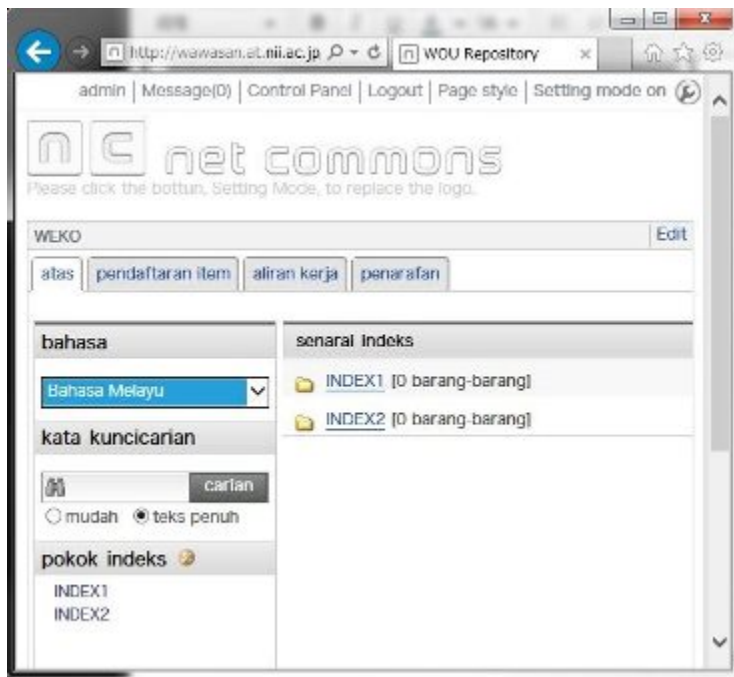 http://wawasan.at.nii.ac.jp
WOU Repository
admin | Message(0) | Control Panel | Logout | Page style | Setting mode on
nc net commons
Please click the bottun, Setting Mode, to replace the logo.
WEKO
Edit
atas
pendaftaran item
aliran kerja
penarafan
bahasa
Bahasa Melayu
kata kuncicarian
carian
mudah
teks penuh
pokok indeks
INDEX1
INDEX2
senarai indeks
INDEX1 [0 barang-barang]
INDEX2 [0 barang-barang]